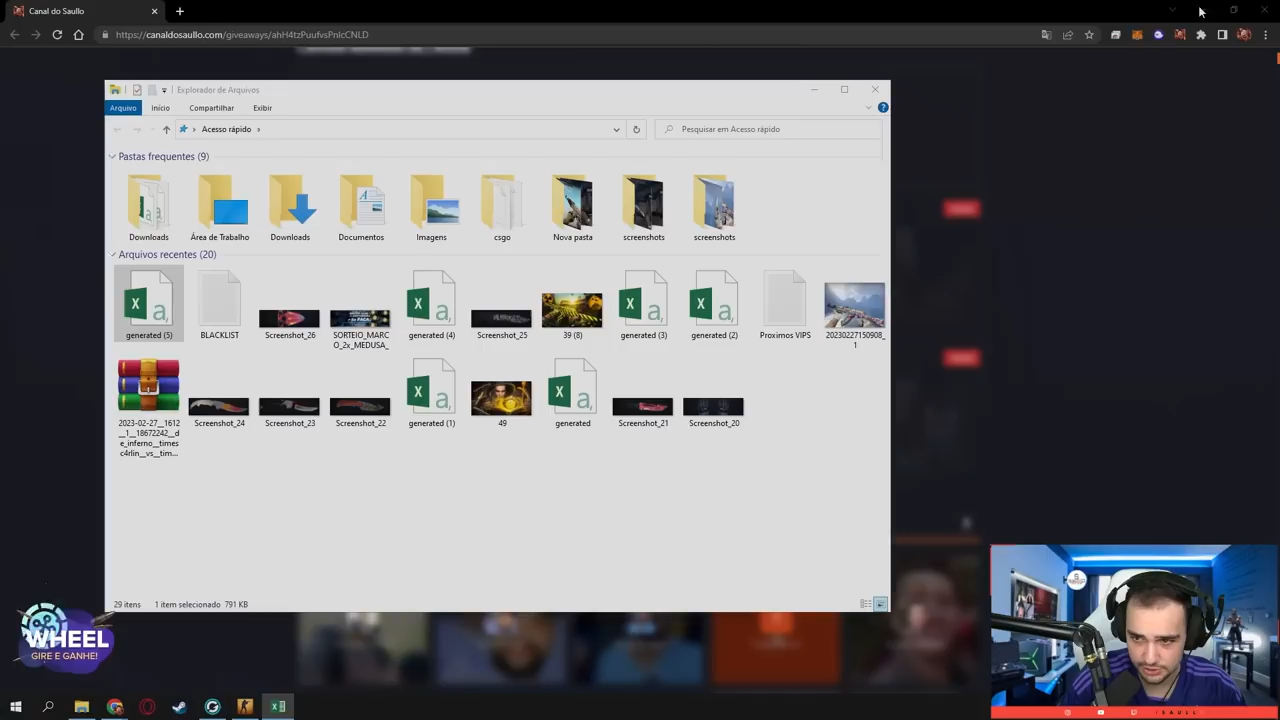 Canal do Saullo
https://canaldosaullo.com/giveaways/ahH4tzPuufvsPnlcCNLD
Explorador de Arquivos
Arquivo
Início
Compartilhar
Exibir
Acesso rápido
Pesquisar em Acesso rápido
Pastas frequentes (9)
Downloads
Área de Trabalho
Downloads
Documentos
Imagens
csgo
Nova pasta
screenshots
screenshots
Arquivos recentes (20)
generated (5)
BLACKLIST
Screenshot_26
SORTEIO_MARC
O_2x_MEDUSA_
generated (4)
Screenshot_25
39 (8)
generated (3)
generated (2)
Proximos VIPS
20230227150908_
1
2023-02-27__1612
__1__18672242__d
e_inferno__times
c4rlin__vs__tim...
Screenshot_24
Screenshot_23
Screenshot_22
generated (1)
49
generated
Screenshot_21
Screenshot_20
29 itens
1 item selecionado
791 KB
WHEEL
GIRE E GANHE!